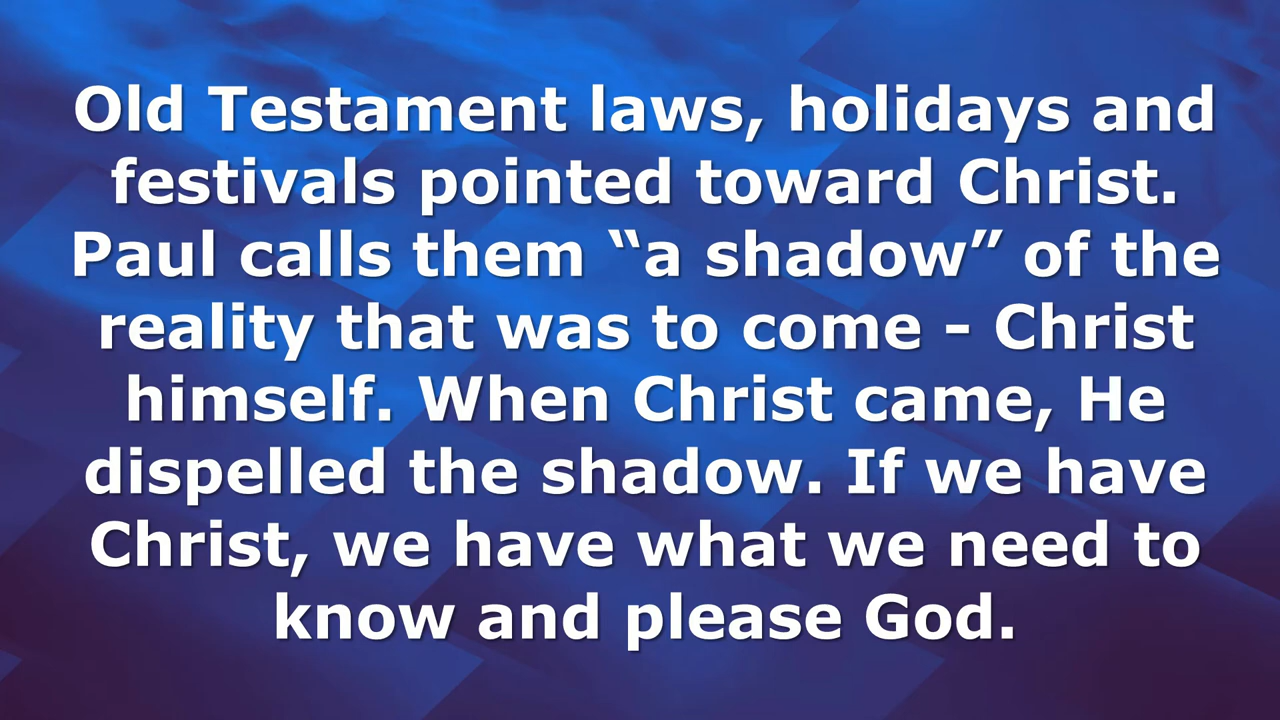 Old Testament laws, holidays and
festivals pointed toward Christ.
Paul calls them “a shadow” of the
reality that was to come - Christ
himself. When Christ came, He
dispelled the shadow. If we have
Christ, we have what we need to
know and please God.